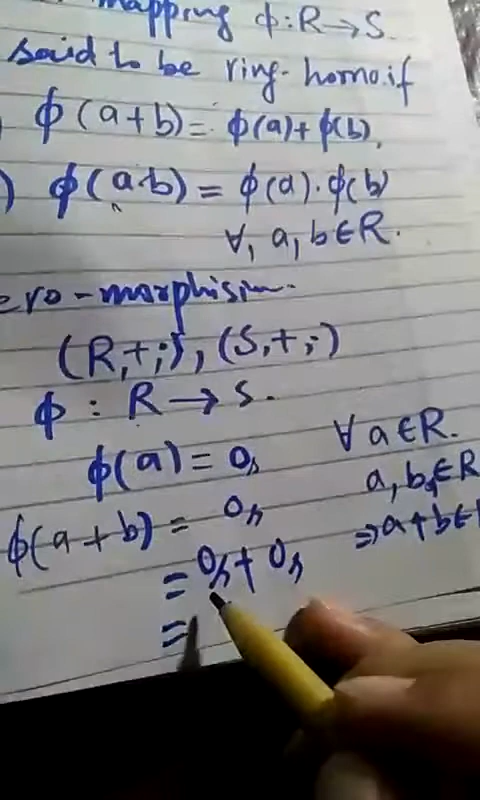 mapping ϕ : R → S.
said to be ring-homo. if
ϕ(a+b) = ϕ(a) + ϕ(b),
) ϕ(a·b) = ϕ(a)·ϕ(b)
∀, a, b ∈ R.
ero-morphism.
(R,+,·), (S,+,·)
ϕ : R → S.
ϕ(a) = 0s ∀ a ∈ R.
a, b ∈ R
ϕ(a+b) = 0s ⇒ a+b ∈
= 0s + 0s
=